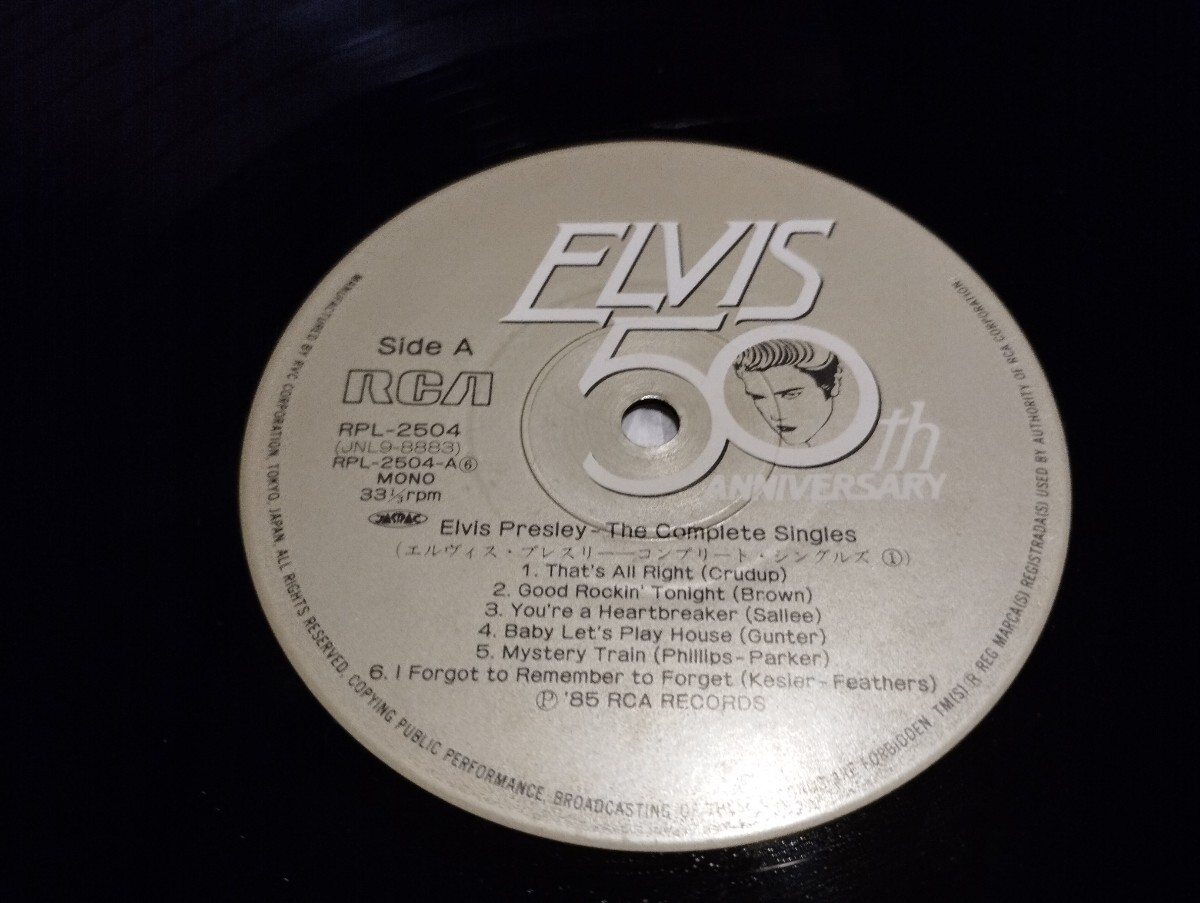 ELVIS
50th
ANNIVERSARY
Side A
RCA
RPL-2504
(JNL9-8883)
RPL-2504-A⑥
MONO
33⅓rpm
JASRAC
Elvis Presley-The Complete Singles
(エルヴィス・プレスリー──コンプリート・シングルズ ①)
1. That's All Right (Crudup)
2. Good Rockin' Tonight (Brown)
3. You're a Heartbreaker (Sallee)
4. Baby Let's Play House (Gunter)
5. Mystery Train (Phillips-Parker)
6. I Forgot to Remember to Forget (Kesler-Feathers)
Ⓟ '85 RCA RECORDS
MANUFACTURED BY RVC CORPORATION, TOKYO, JAPAN. ALL RIGHTS RESERVED. COPYING PUBLIC PERFORMANCE. BROADCASTING OF ARE FORBIDDEN. TM(S) ® REG MARCA(S) REGISTRADA(S) USED BY AUTHORITY OF RCA CORPORATION.